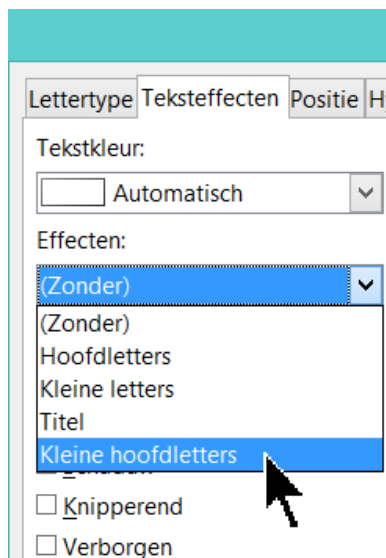 Lettertype Teksteffecten Positie
Tekstkleur:
Automatisch
Effecten:
(Zonder)
(Zonder)
Hoofdletters
Kleine letters
Titel
Kleine hoofdletters
Knipperend
Verborgen